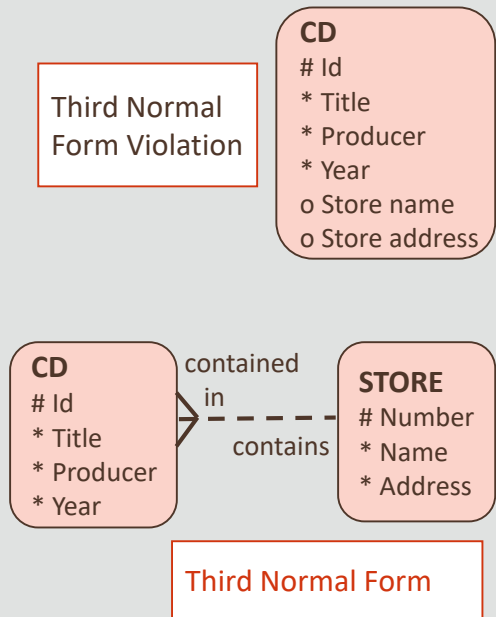 Third Normal
Form Violation
CD
# Id
* Title
* Producer
* Year
o Store name
o Store address
CD
# Id
* Title
* Producer
* Year
contained
in
contains
STORE
# Number
* Name
* Address
Third Normal Form